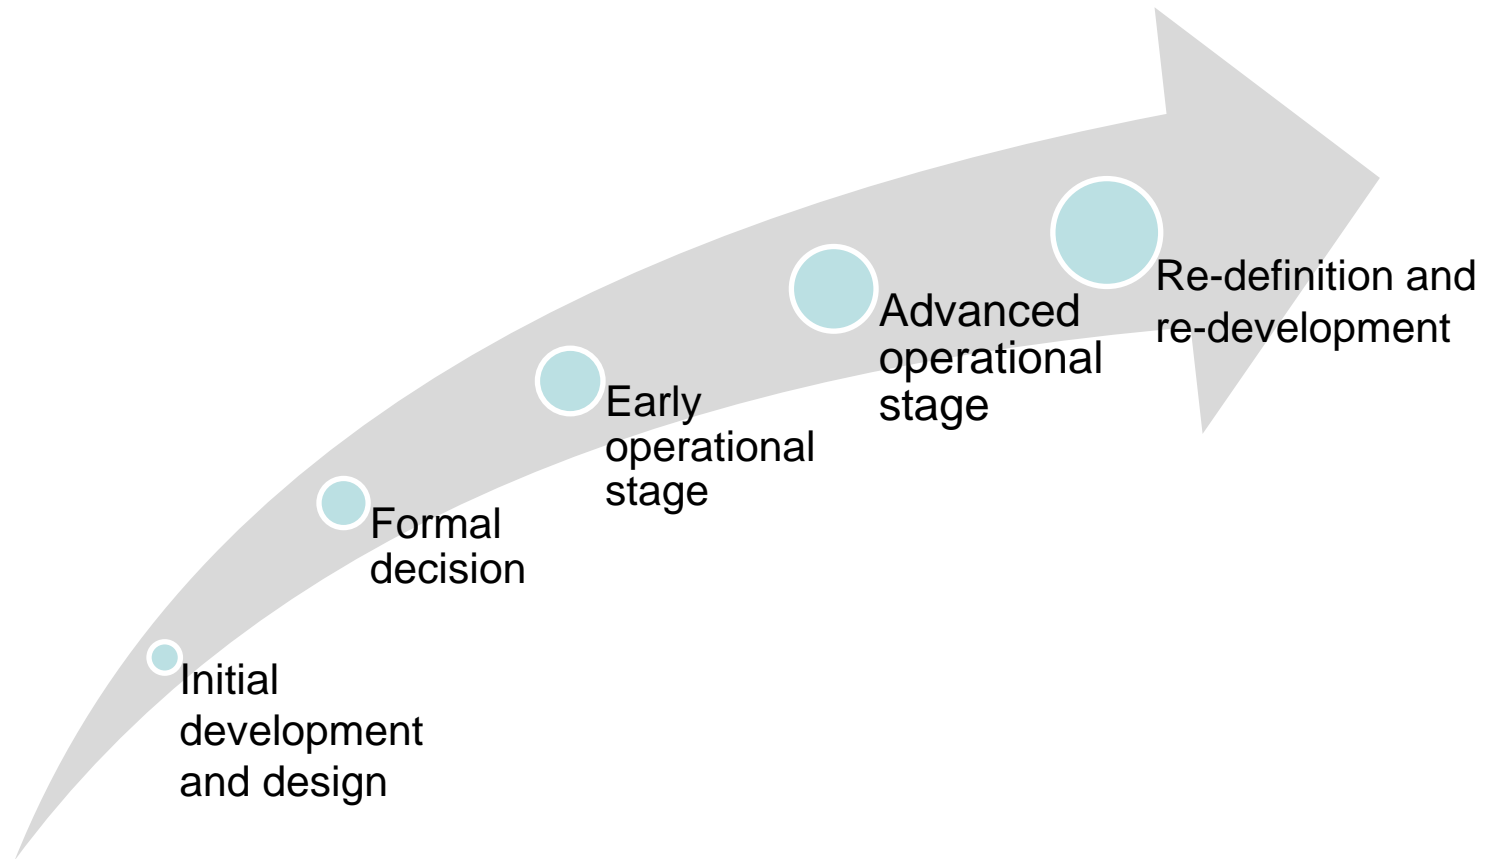 Initial
development
and design
Formal
decision
Early
operational
stage
Advanced
operational
stage
Re-definition and
re-development